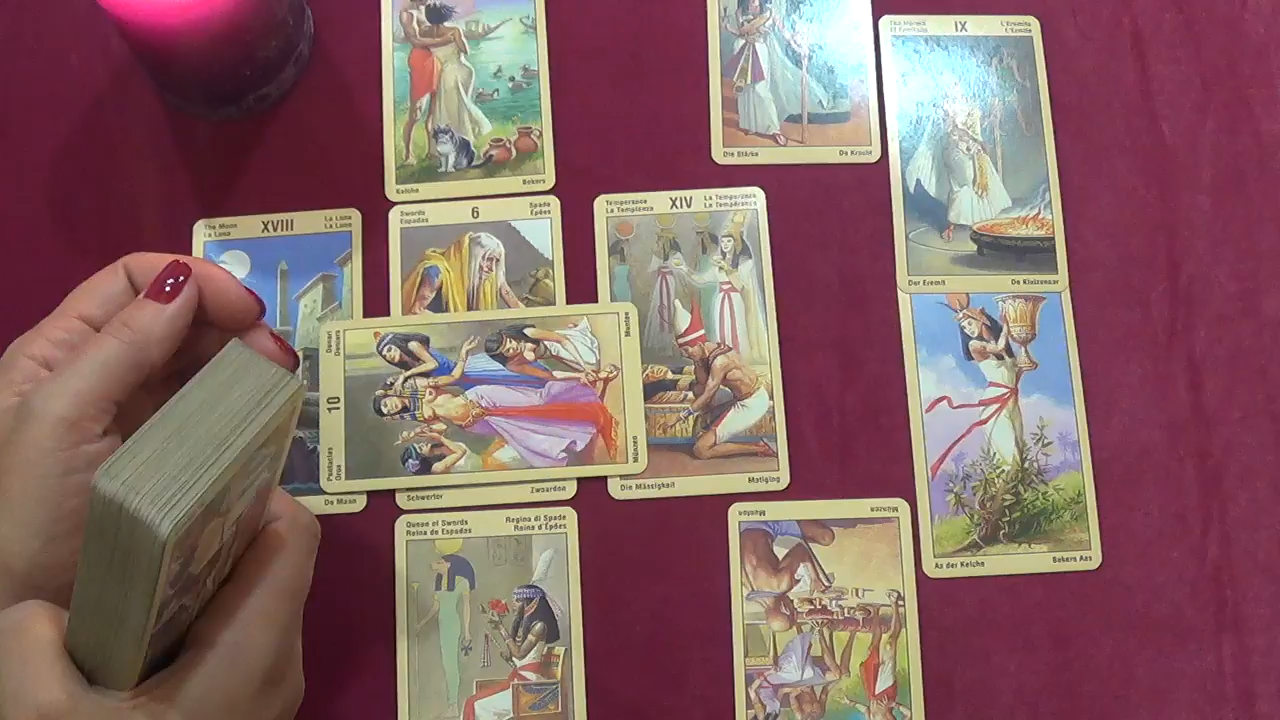 Kelche Bekers
Die Stärke De Kracht
IX L'Eremita
El Ermitaño L'Ermite
Der Eremit De Kluizenaar
The Moon XVIII La Luna
La Luna La Lune
De Maan
Swords 6 Spade
Espadas Épées
Schwerter Zwaarden
Temperance XIV La Temperanza
La Templanza La Tempérance
Die Mässigkeit Matiging
10
Pentacles
Oros
Denari
Deniers
Münzen
Munten
As der Kelche Bekers Aas
Queen of Swords Regina di Spade
Reina de Espadas Reine d'Épées
Munten Münzen